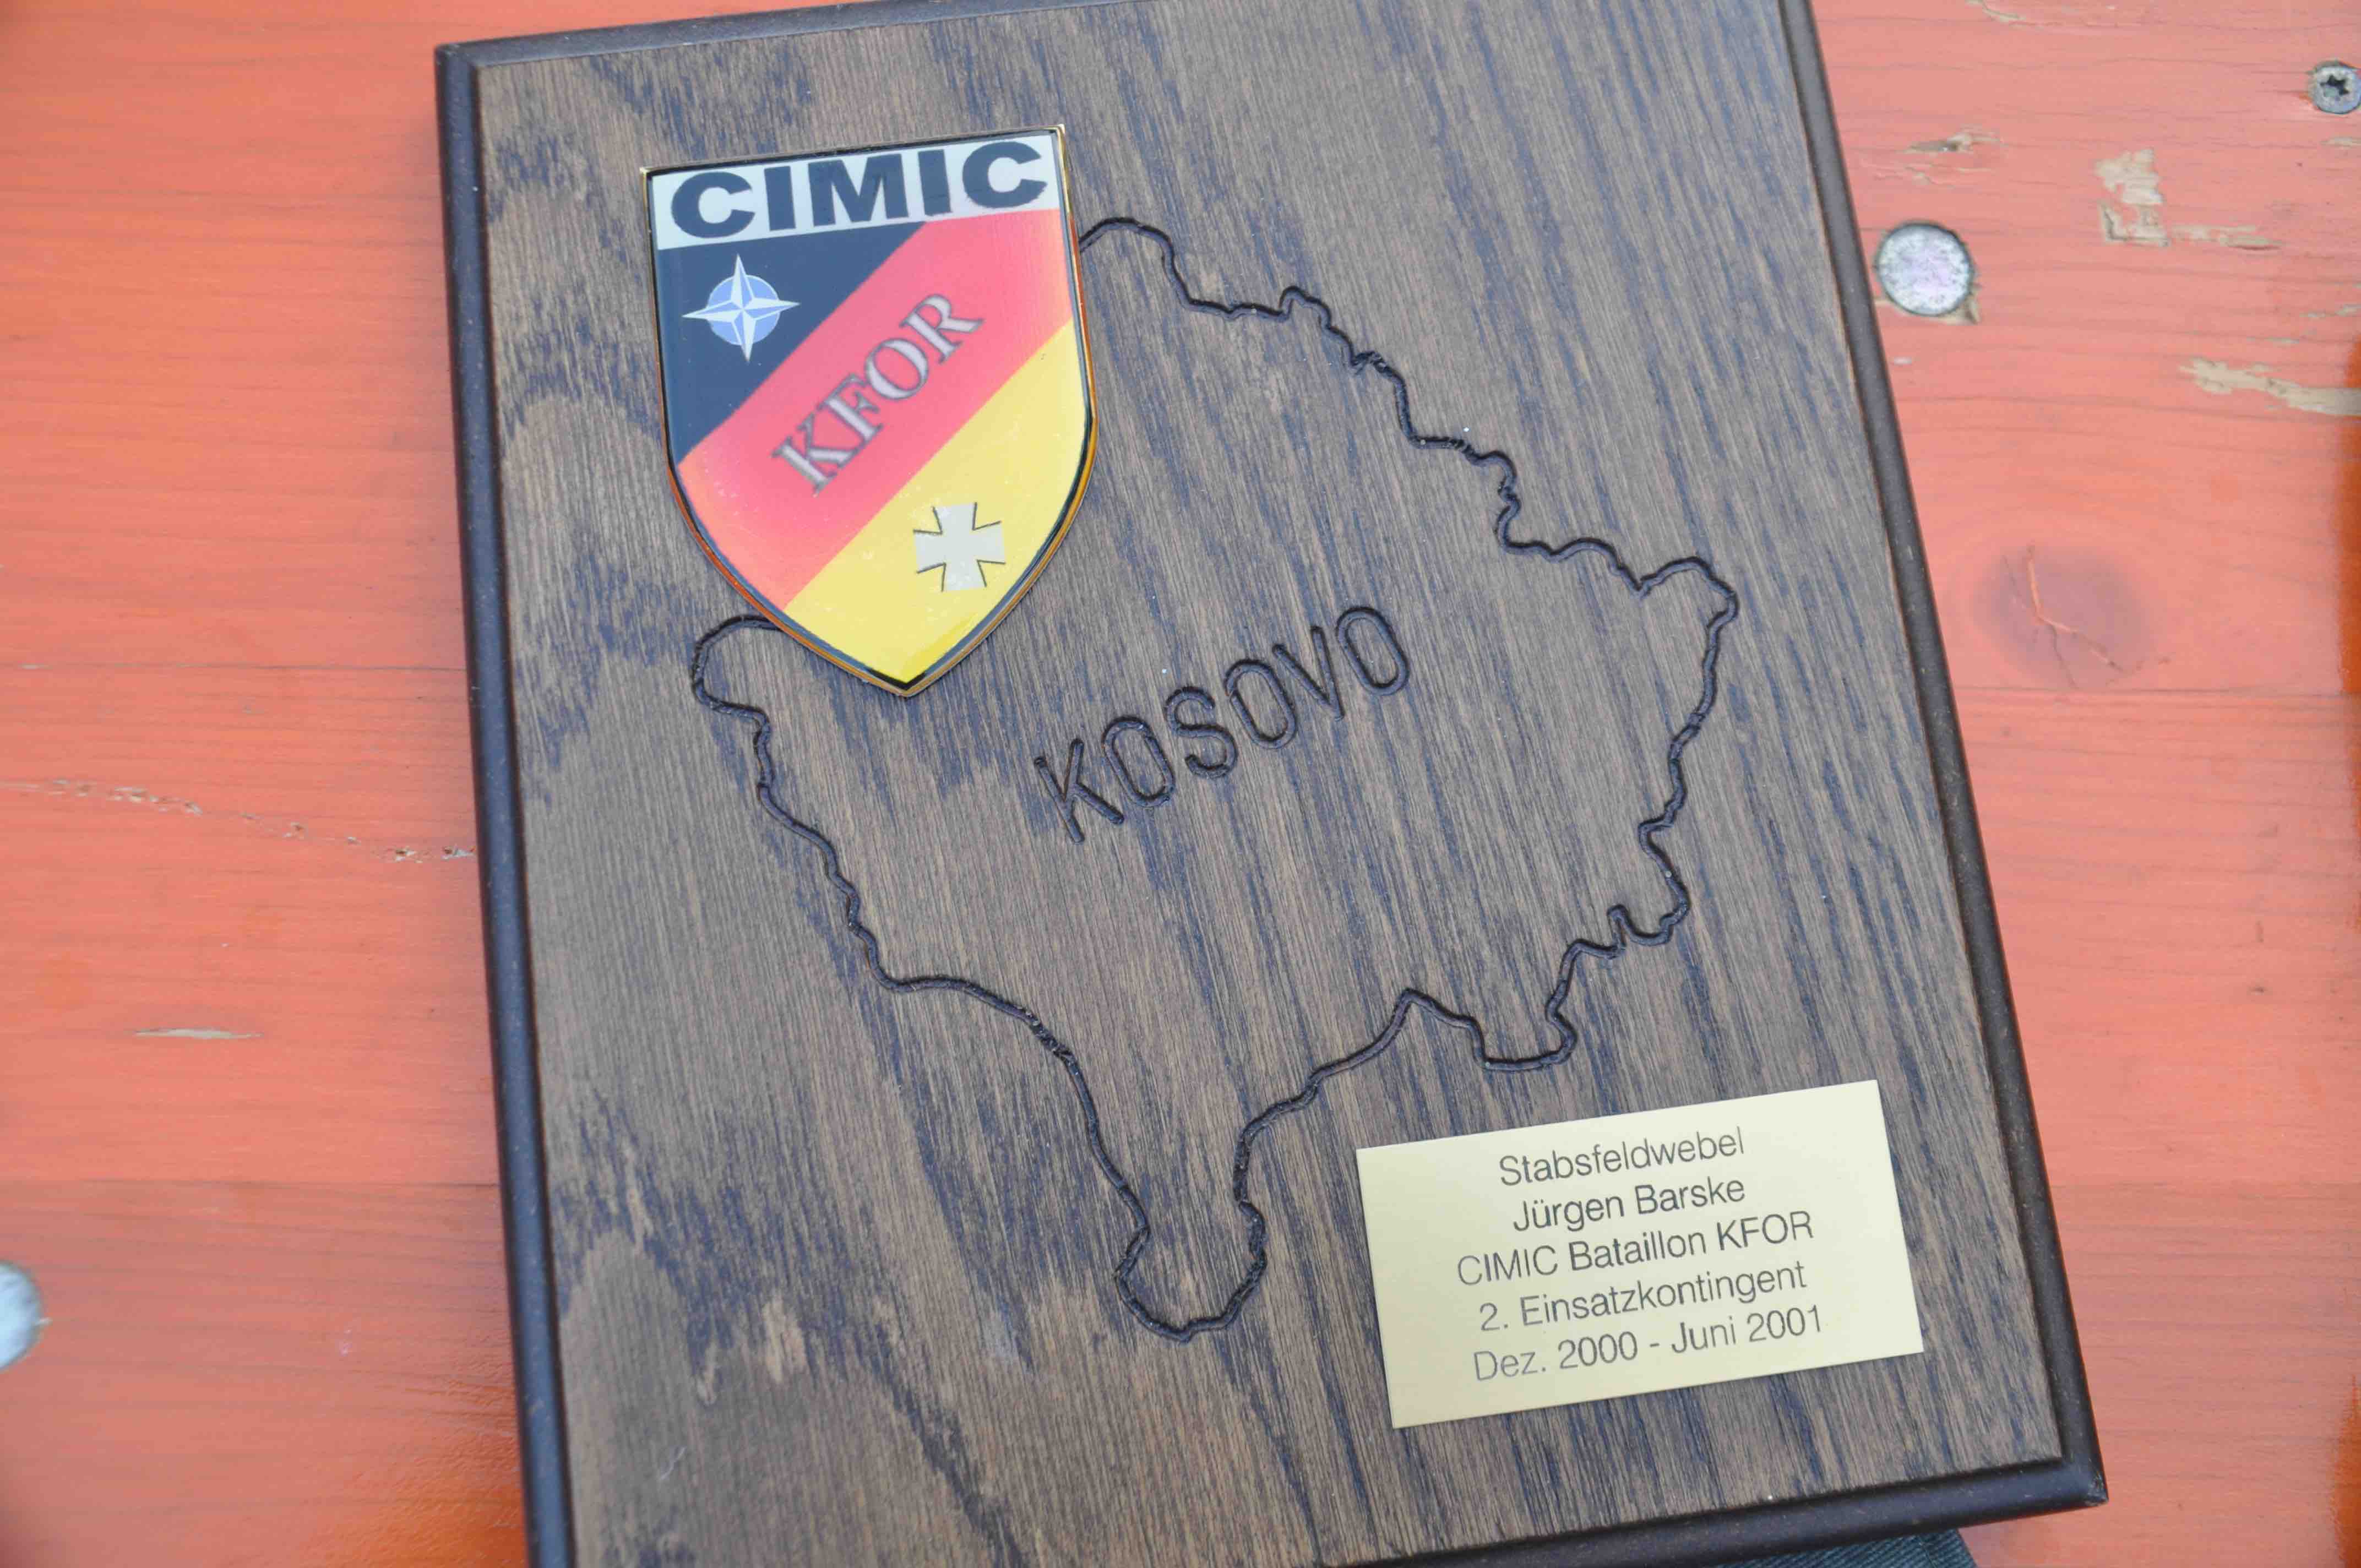 CIMIC
KFOR
KOSOVO
Stabsfeldwebel
Jürgen Barske
CIMIC Bataillon KFOR
2. Einsatzkontingent
Dez. 2000 - Juni 2001